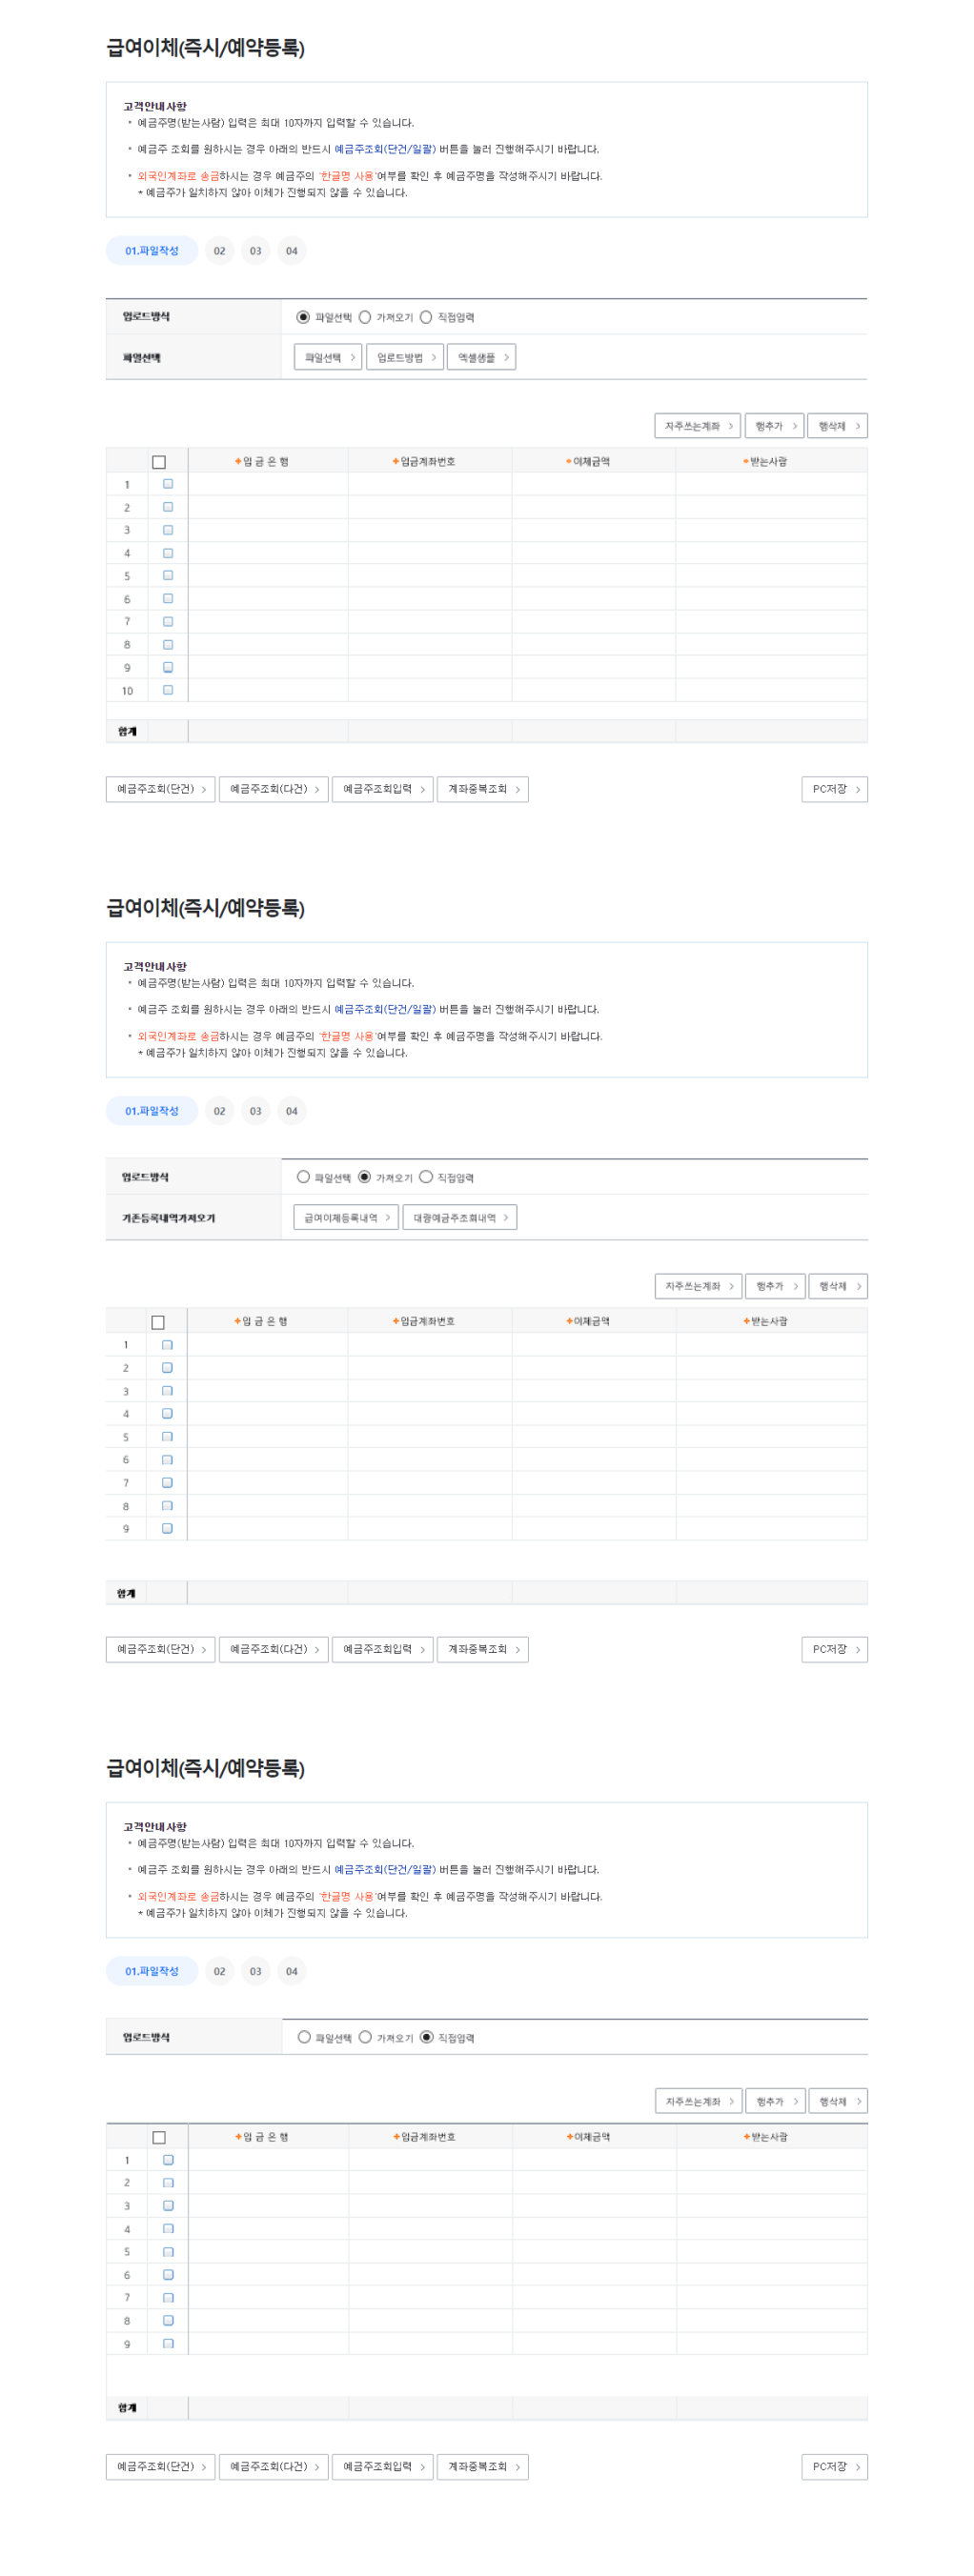 급여이체(즉시/예약등록)
고객안내사항
• 예금주명(받는사람) 입력은 최대 10자까지 입력할 수 있습니다.
• 예금주 조회를 원하시는 경우 아래의 반드시 예금주조회(단건/일괄) 버튼을 눌러 진행해주시기 바랍니다.
• 외국인계좌로 송금하시는 경우 예금주의 '한글명 사용'여부를 확인 후 예금주명을 작성해주시기 바랍니다.
* 예금주가 일치하지 않아 이체가 진행되지 않을 수 있습니다.
01.파일작성 02 03 04
업로드방식 파일선택 가져오기 직접입력
파일선택 파일선택 > 업로드방법 > 엑셀샘플 >
자주쓰는계좌 > 행추가 > 행삭제 >
+입 금 은 행 +입금계좌번호 +이체금액 +받는사람
1
2
3
4
5
6
7
8
9
10
합계
예금주조회(단건) > 예금주조회(다건) > 예금주조회입력 > 계좌중복조회 > PC저장 >
급여이체(즉시/예약등록)
고객안내사항
• 예금주명(받는사람) 입력은 최대 10자까지 입력할 수 있습니다.
• 예금주 조회를 원하시는 경우 아래의 반드시 예금주조회(단건/일괄) 버튼을 눌러 진행해주시기 바랍니다.
• 외국인계좌로 송금하시는 경우 예금주의 '한글명 사용'여부를 확인 후 예금주명을 작성해주시기 바랍니다.
* 예금주가 일치하지 않아 이체가 진행되지 않을 수 있습니다.
01.파일작성 02 03 04
업로드방식 파일선택 가져오기 직접입력
기존등록내역가져오기 급여이체등록내역 > 대량예금주조회내역 >
자주쓰는계좌 > 행추가 > 행삭제 >
+입 금 은 행 +입금계좌번호 +이체금액 +받는사람
1
2
3
4
5
6
7
8
9
합계
예금주조회(단건) > 예금주조회(다건) > 예금주조회입력 > 계좌중복조회 > PC저장 >
급여이체(즉시/예약등록)
고객안내사항
• 예금주명(받는사람) 입력은 최대 10자까지 입력할 수 있습니다.
• 예금주 조회를 원하시는 경우 아래의 반드시 예금주조회(단건/일괄) 버튼을 눌러 진행해주시기 바랍니다.
• 외국인계좌로 송금하시는 경우 예금주의 '한글명 사용'여부를 확인 후 예금주명을 작성해주시기 바랍니다.
* 예금주가 일치하지 않아 이체가 진행되지 않을 수 있습니다.
01.파일작성 02 03 04
업로드방식 파일선택 가져오기 직접입력
자주쓰는계좌 > 행추가 > 행삭제 >
+입 금 은 행 +입금계좌번호 +이체금액 +받는사람
1
2
3
4
5
6
7
8
9
합계
예금주조회(단건) > 예금주조회(다건) > 예금주조회입력 > 계좌중복조회 > PC저장 >